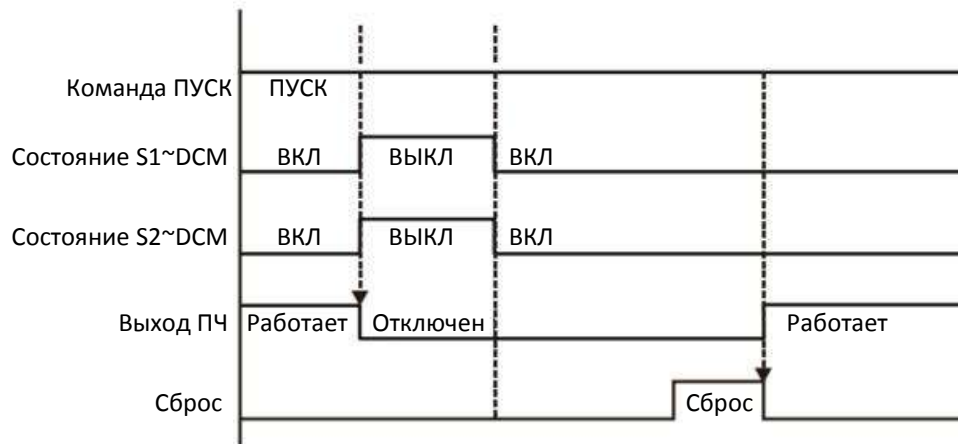 Команда ПУСК ПУСК
Состояние S1~DCM ВКЛ ВЫКЛ ВКЛ
Состояние S2~DCM ВКЛ ВЫКЛ ВКЛ
Выход ПЧ Работает Отключен Работает
Сброс Сброс